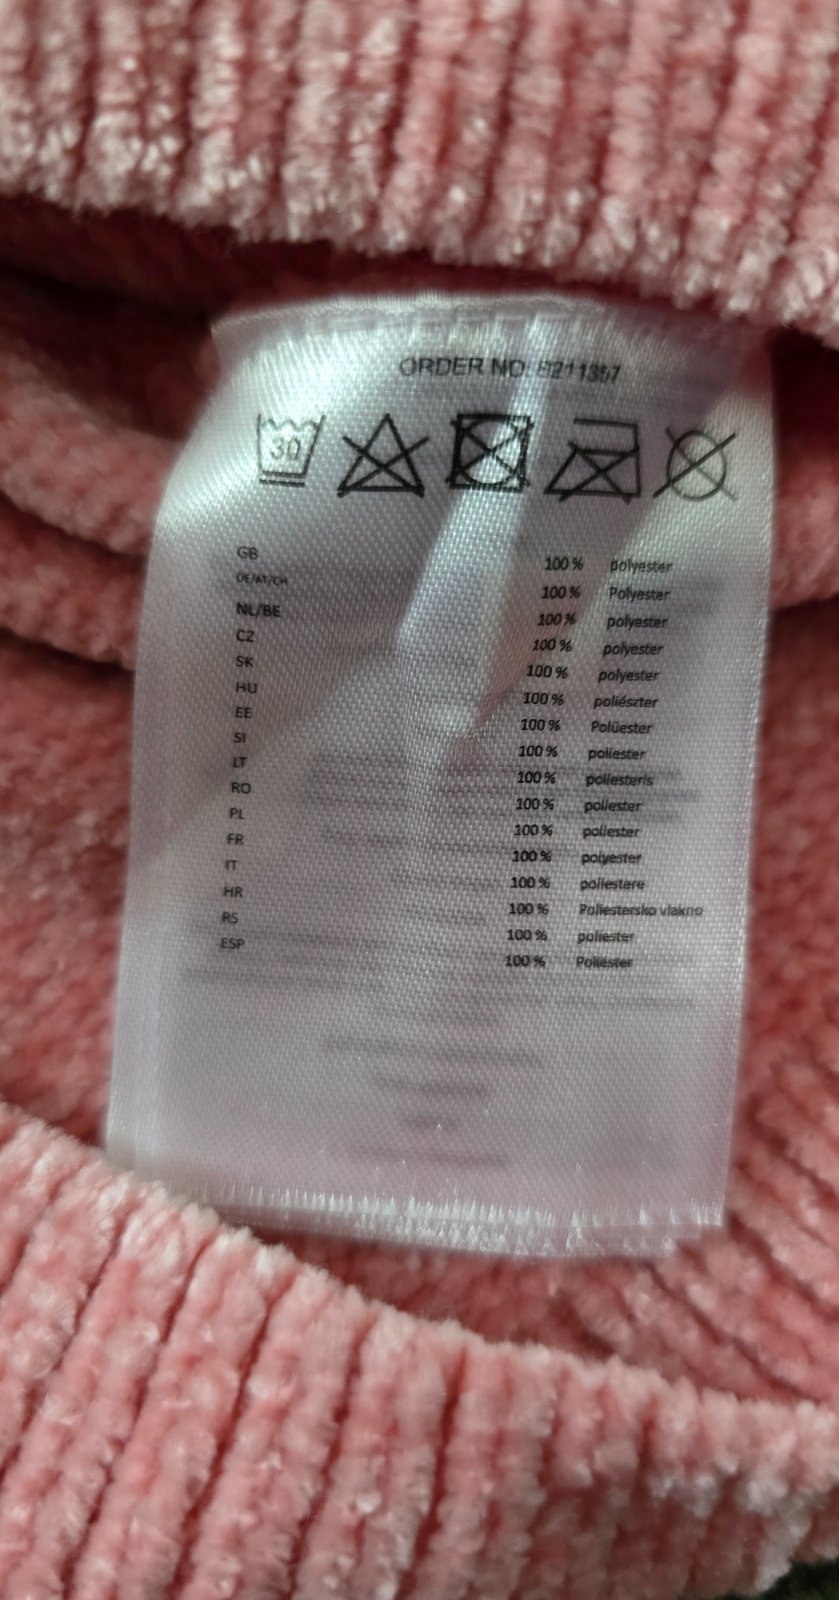 ORDER NO: 8211357
30
GB 100 % polyester
DE/AT/CH 100 % Polyester
NL/BE 100 % polyester
CZ 100 % polyester
SK 100 % polyester
HU 100 % poliészter
EE 100 % Polüester
SI 100 % poliester
LT 100 % poliesteris
RO 100 % poliester
PL 100 % poliester
FR 100 % polyester
IT 100 % poliestere
HR 100 % Poliestersko vlakno
RS 100 % poliester
ESP 100 % Poliéster